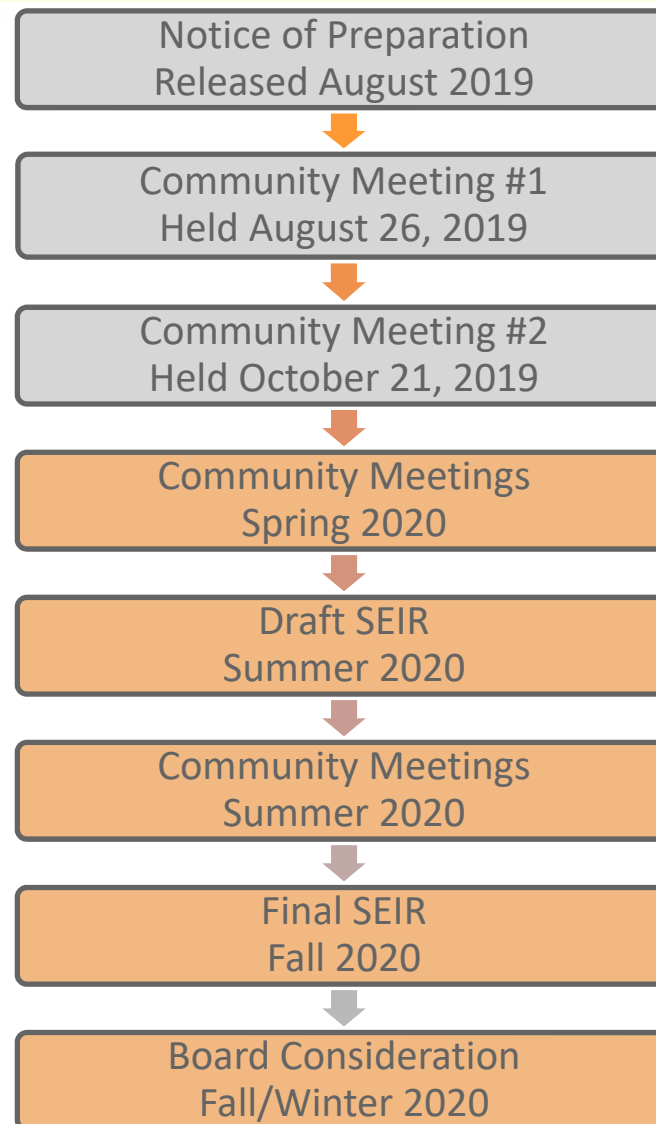 Notice of Preparation
Released August 2019
Community Meeting #1
Held August 26, 2019
Community Meeting #2
Held October 21, 2019
Community Meetings
Spring 2020
Draft SEIR
Summer 2020
Community Meetings
Summer 2020
Final SEIR
Fall 2020
Board Consideration
Fall/Winter 2020